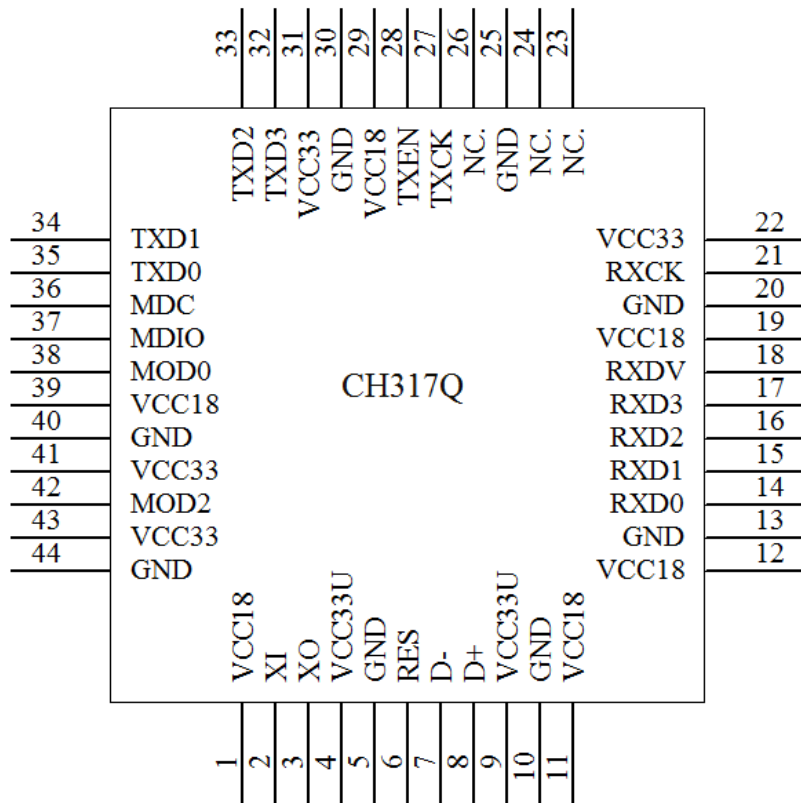 33 32 31 30 29 28 27 26 25 24 23
TXD2 TXD3 VCC33 GND VCC18 TXEN TXCK NC. GND NC. NC.
34 TXD1 VCC33 22
35 TXD0 RXCK 21
36 MDC GND 20
37 MDIO VCC18 19
38 MOD0 CH317Q RXDV 18
39 VCC18 RXD3 17
40 GND RXD2 16
41 VCC33 RXD1 15
42 MOD2 RXD0 14
43 VCC33 GND 13
44 GND VCC18 12
VCC18 XI XO VCC33U GND RES D- D+ VCC33U GND VCC18
1 2 3 4 5 6 7 8 9 10 11